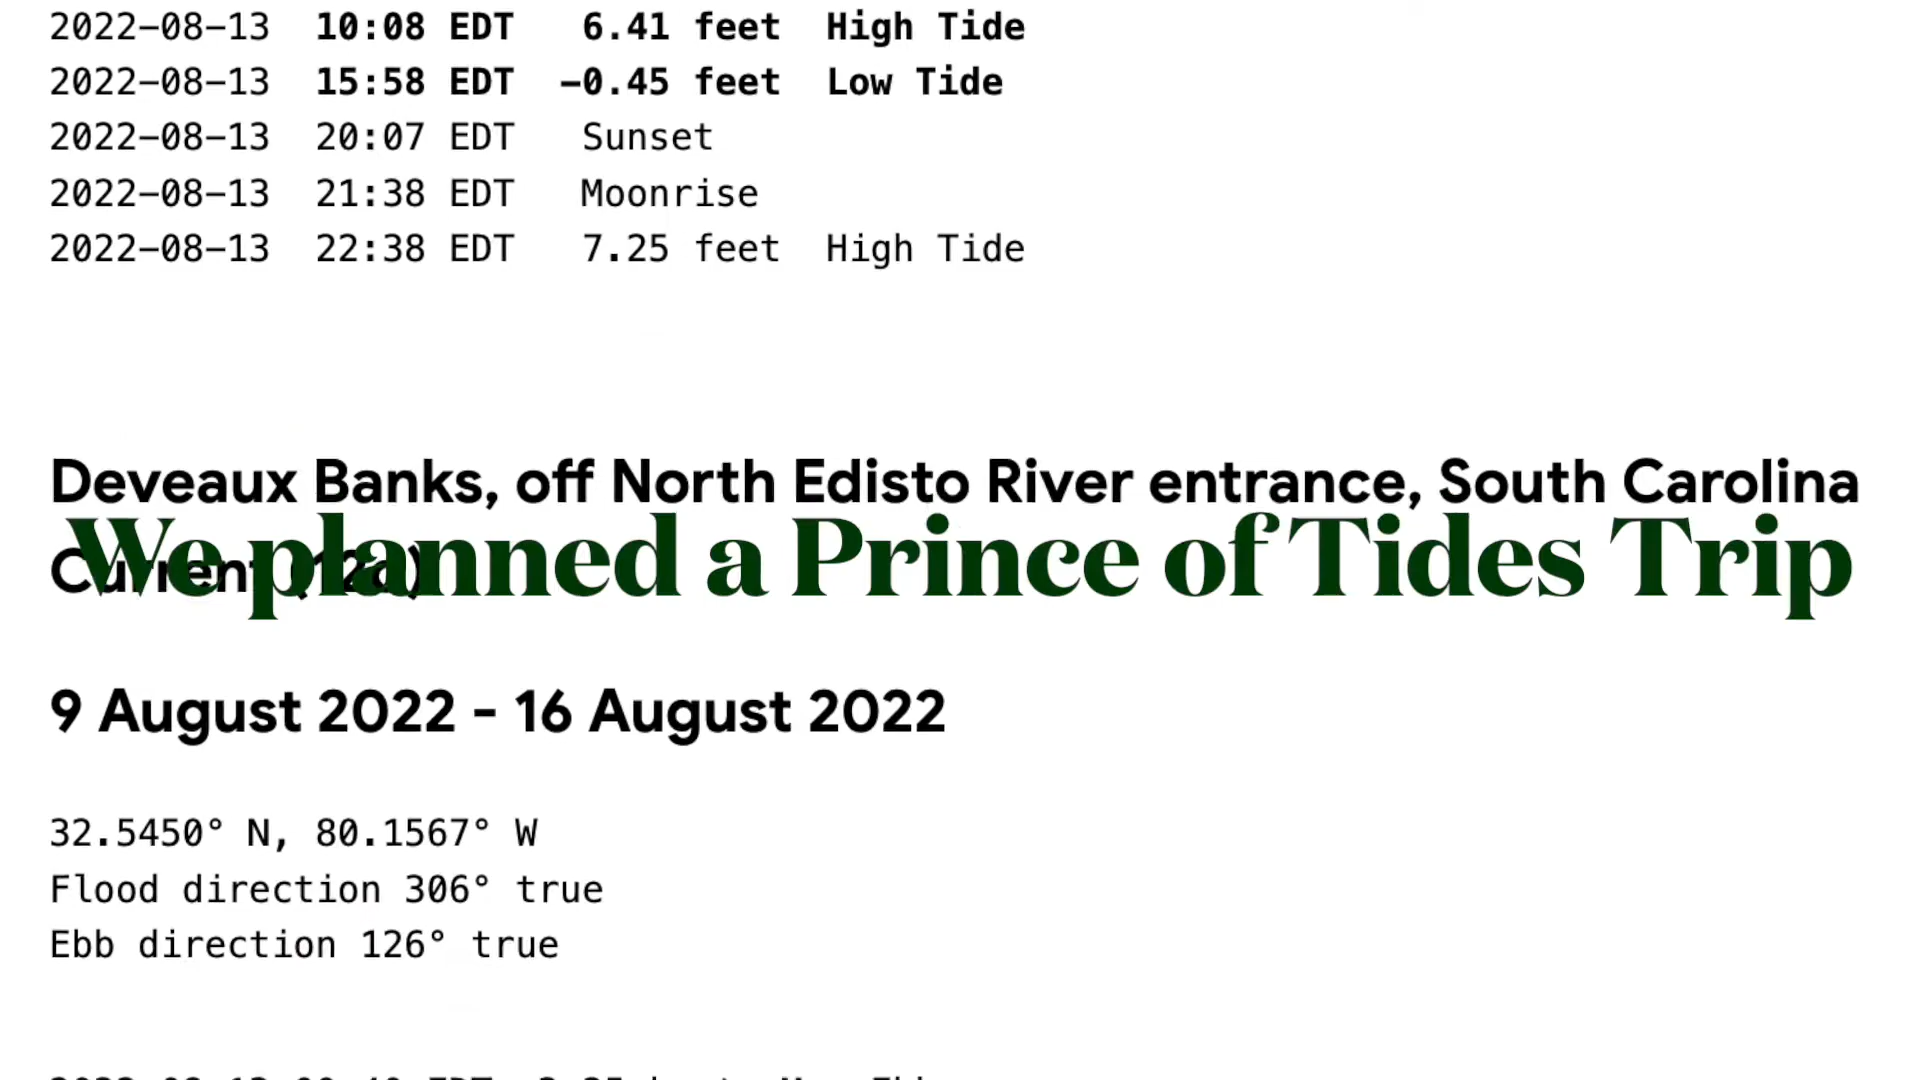 2022-08-13 10:08 EDT 6.41 feet High Tide
2022-08-13 15:58 EDT -0.45 feet Low Tide
2022-08-13 20:07 EDT Sunset
2022-08-13 21:38 EDT Moonrise
2022-08-13 22:38 EDT 7.25 feet High Tide
Deveaux Banks, off North Edisto River entrance, South Carolina
Current
We planned a Prince of Tides Trip
9 August 2022 - 16 August 2022
32.5450° N, 80.1567° W
Flood direction 306° true
Ebb direction 126° true